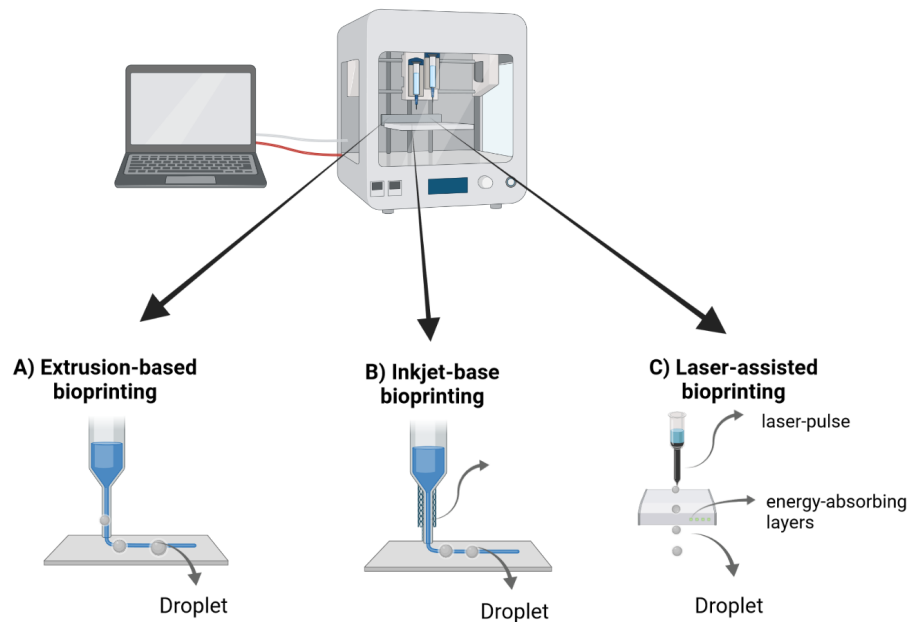 A) Extrusion-based
bioprinting
B) Inkjet-base
bioprinting
C) Laser-assisted
bioprinting
laser-pulse
energy-absorbing
layers
Droplet
Droplet
Droplet